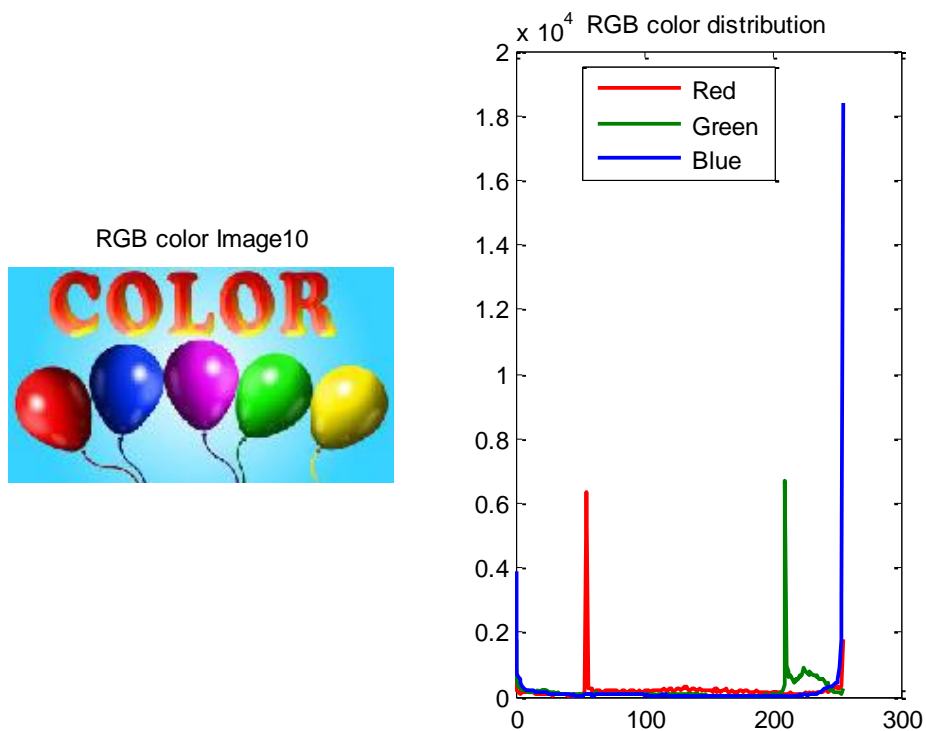 RGB color Image10
COLOR
x 10^4 RGB color distribution
Red
Green
Blue
2
1.8
1.6
1.4
1.2
1
0.8
0.6
0.4
0.2
0
0 100 200 300